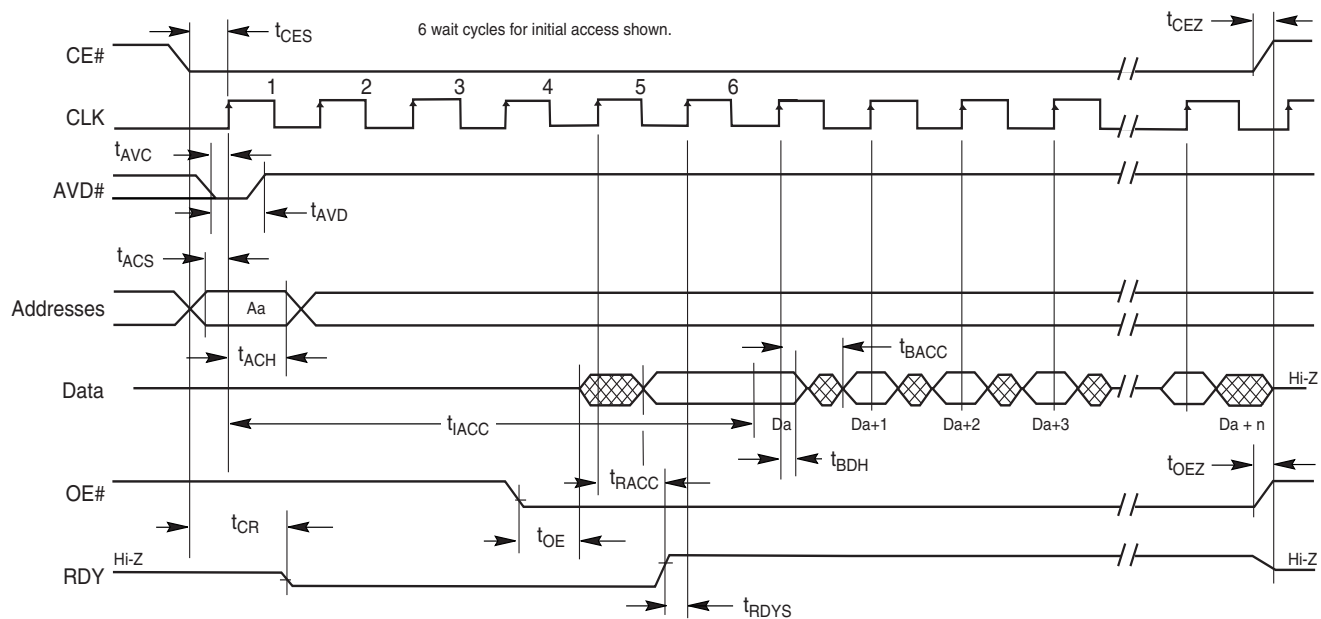 6 wait cycles for initial access shown.
tCES
tCEZ
CE#
1 2 3 4 5 6
CLK
tAVC
AVD#
tAVD
tACS
Addresses
Aa
tACH
tBACC
Data
Hi-Z
tIACC
Da
Da+1
Da+2
Da+3
Da + n
tBDH
tRACC
tOEZ
OE#
tCR
tOE
Hi-Z
Hi-Z
RDY
tRDYS